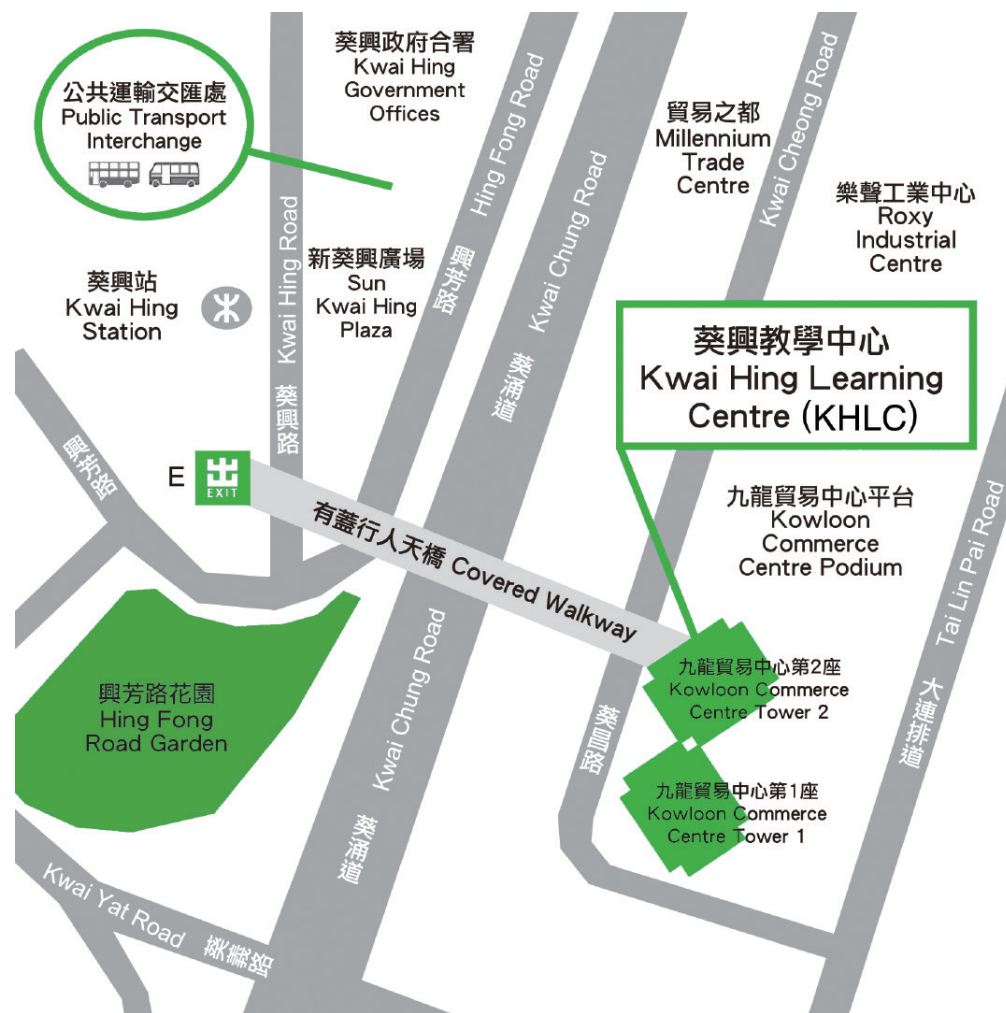 公共運輸交匯處
Public Transport
Interchange
葵興政府合署
Kwai Hing
Government
Offices
Hing Fong Road
興芳路
Kwai Chung Road
葵涌道
貿易之都
Millennium
Trade
Centre
Kwai Cheong Road
樂聲工業中心
Roxy
Industrial
Centre
葵興站
Kwai Hing
Station
Kwai Hing Road
葵興路
新葵興廣場
Sun
Kwai Hing
Plaza
葵興教學中心
Kwai Hing Learning
Centre (KHLC)
興芳路
E
出
EXIT
有蓋行人天橋 Covered Walkway
九龍貿易中心平台
Kowloon
Commerce
Centre Podium
Tai Lin Pai Road
大連排道
興芳路花園
Hing Fong
Road Garden
Kwai Chung Road
葵涌道
葵昌路
九龍貿易中心第2座
Kowloon Commerce
Centre Tower 2
九龍貿易中心第1座
Kowloon Commerce
Centre Tower 1
Kwai Yat Road